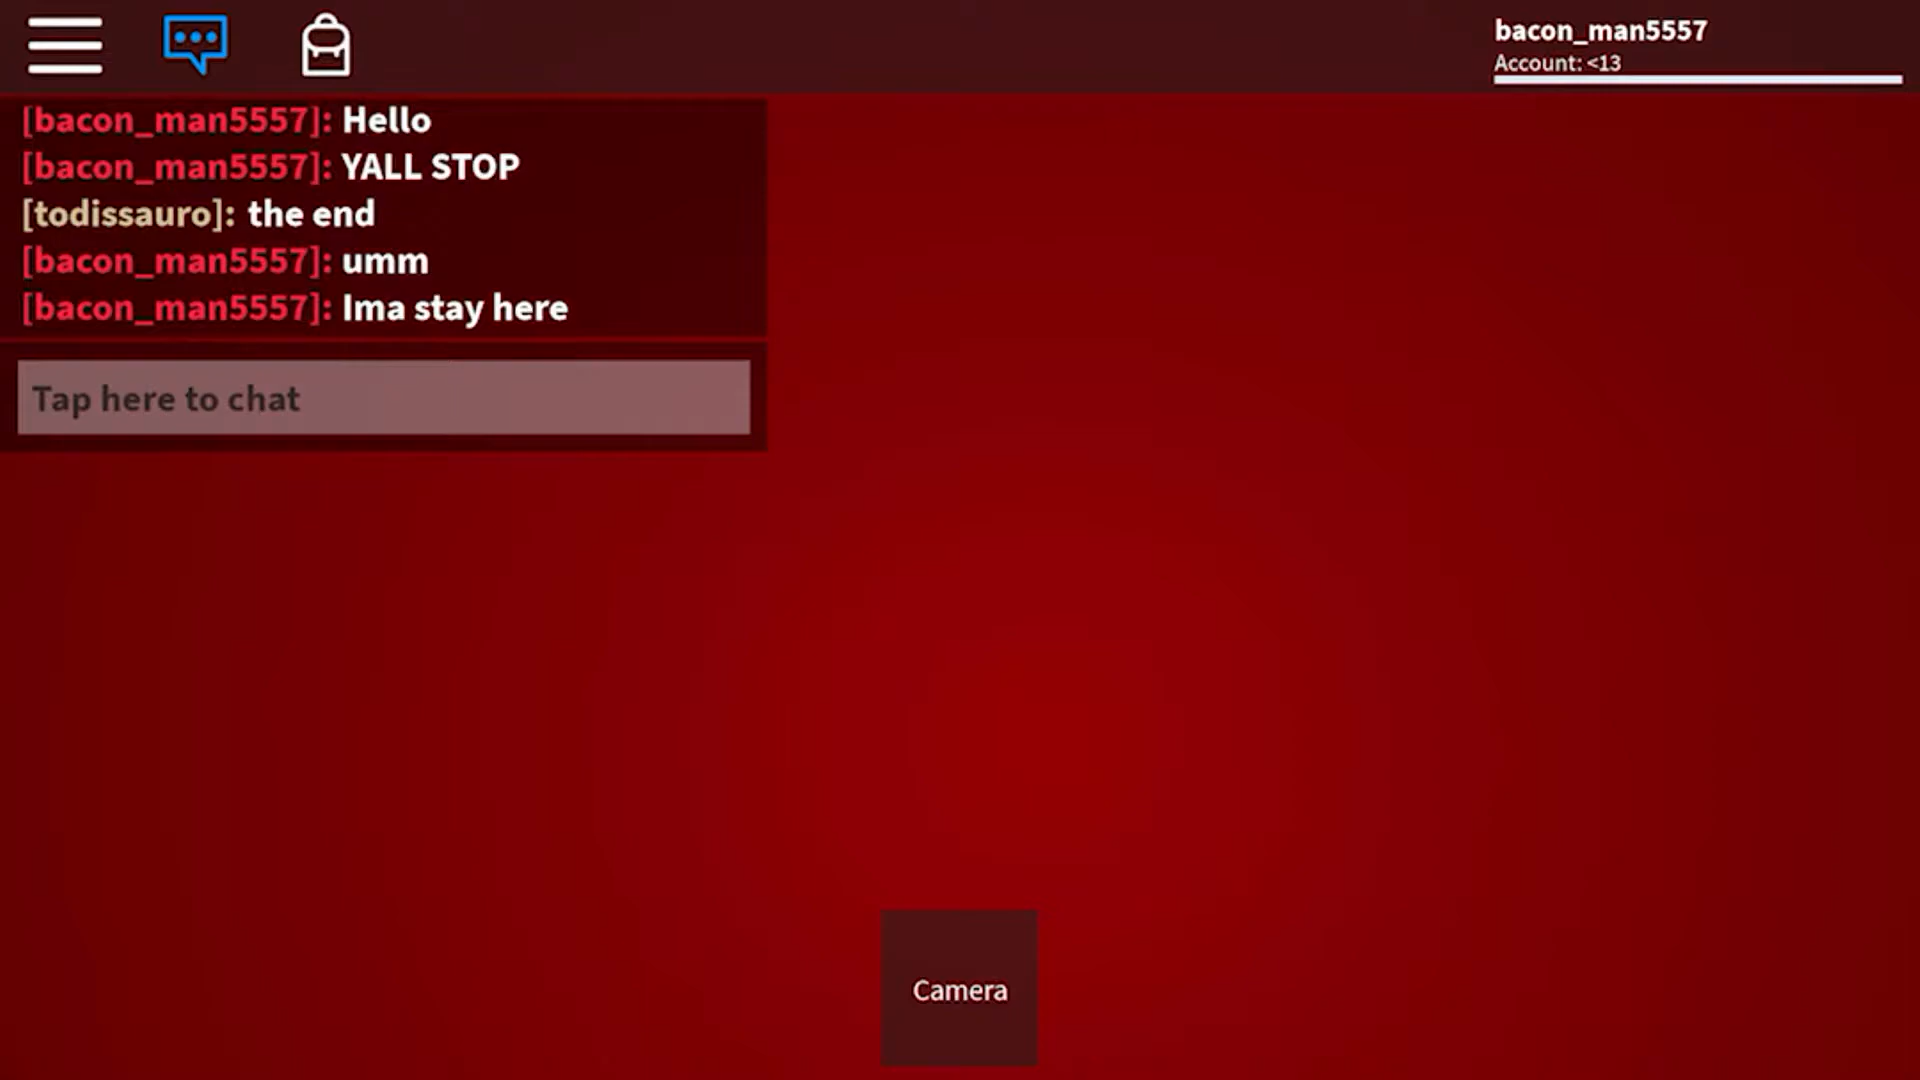 bacon_man5557
Account: <13
[bacon_man5557]: Hello
[bacon_man5557]: YALL STOP
[todissauro]: the end
[bacon_man5557]: umm
[bacon_man5557]: Ima stay here
Tap here to chat
Camera